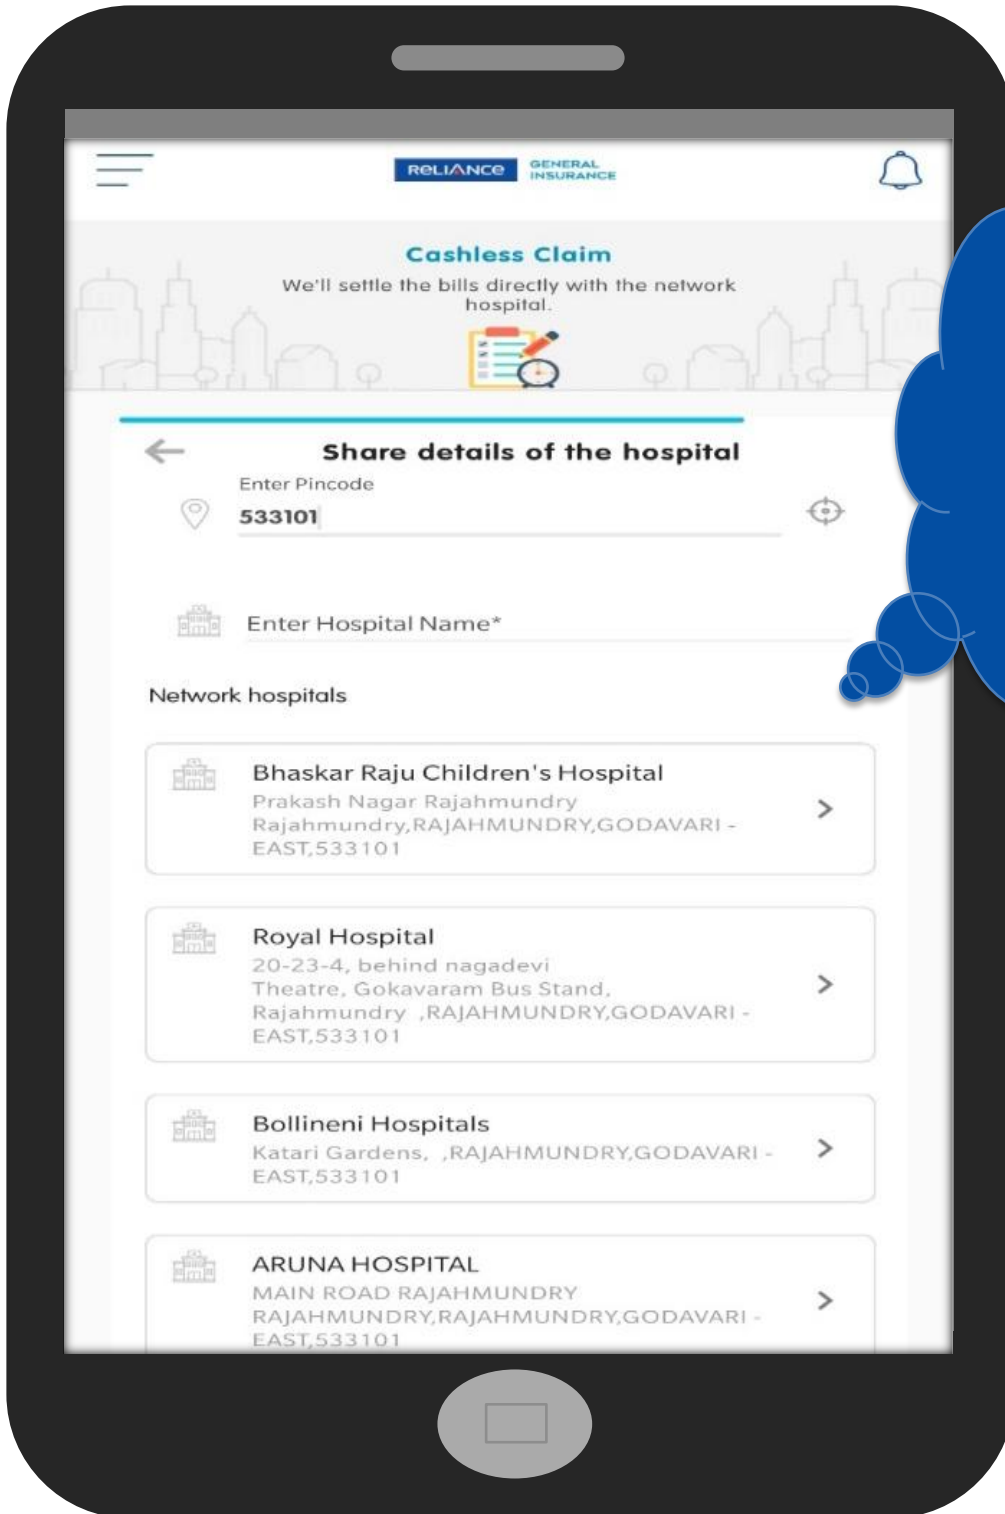 RELIANCE GENERAL
INSURANCE
Cashless Claim
We'll settle the bills directly with the network
hospital.
Share details of the hospital
Enter Pincode
533101
Enter Hospital Name*
Network hospitals
Bhaskar Raju Children's Hospital
Prakash Nagar Rajahmundry
Rajahmundry,RAJAHMUNDRY,GODAVARI -
EAST,533101
Royal Hospital
20-23-4, behind nagadevi
Theatre, Gokavaram Bus Stand,
Rajahmundry ,RAJAHMUNDRY,GODAVARI -
EAST,533101
Bollineni Hospitals
Katari Gardens, ,RAJAHMUNDRY,GODAVARI -
EAST,533101
ARUNA HOSPITAL
MAIN ROAD RAJAHMUNDRY
RAJAHMUNDRY,RAJAHMUNDRY,GODAVARI -
EAST,533101